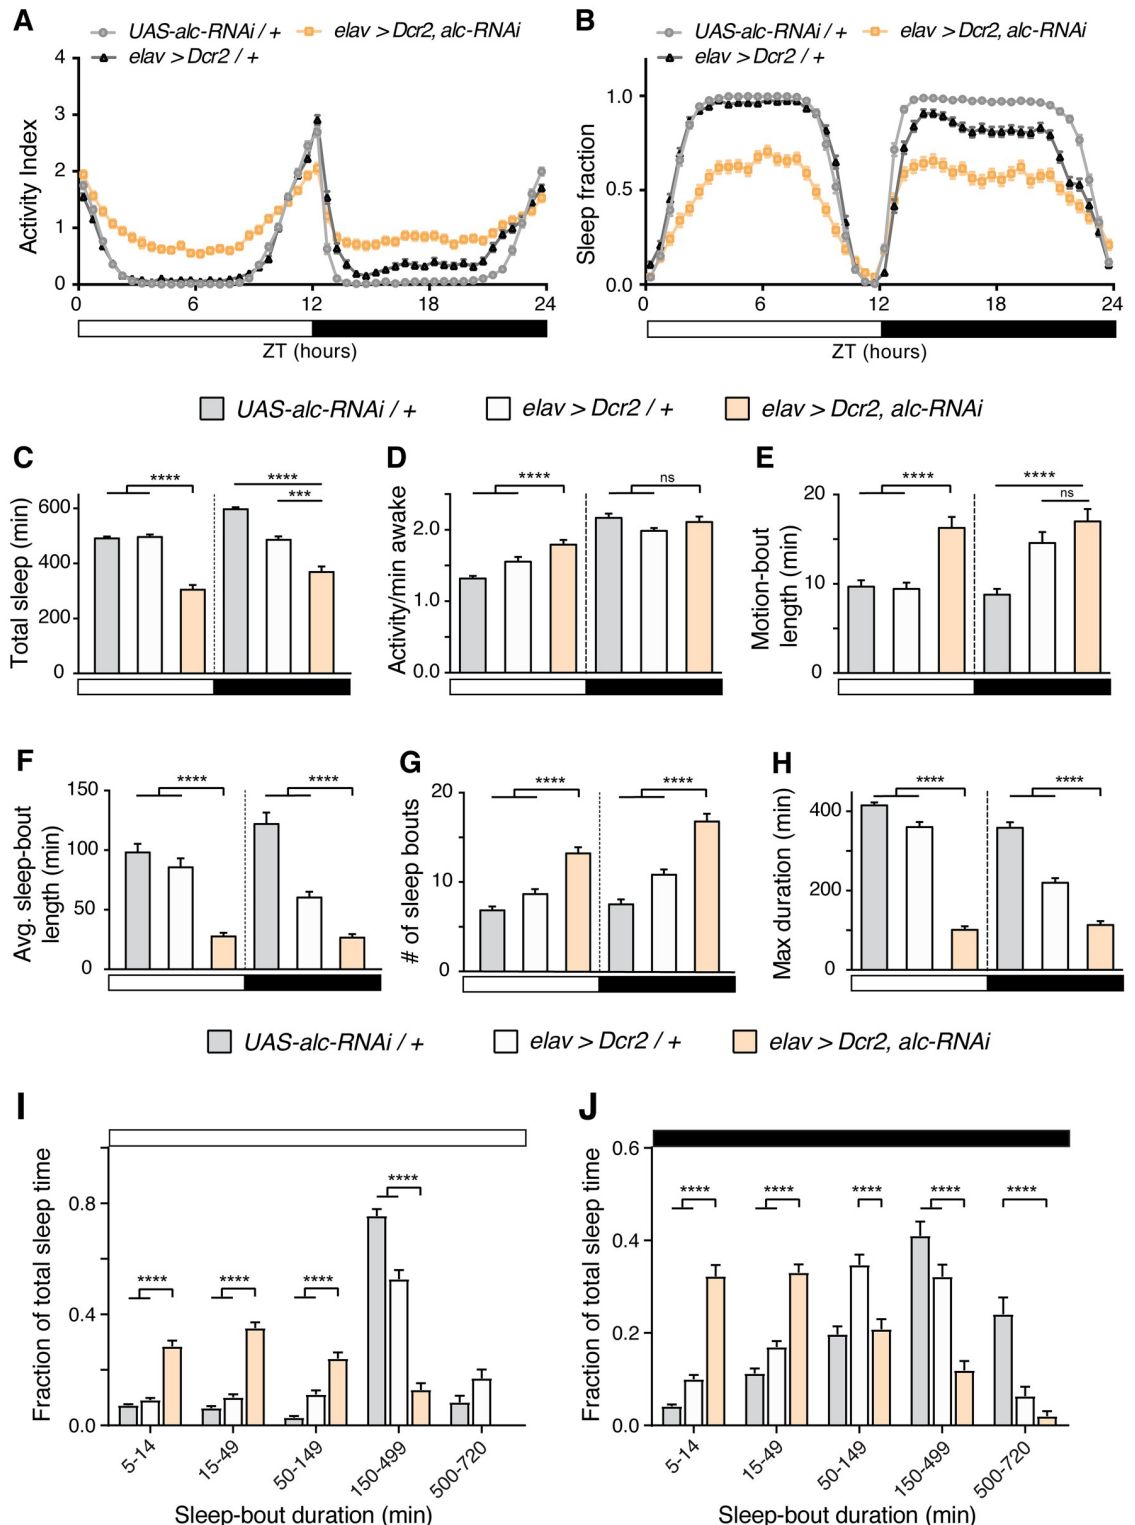 A
UAS-alc-RNAi / +
elav > Dcr2, alc-RNAi
elav > Dcr2 / +
Activity Index
4
3
2
1
0
0 6 12 18 24
ZT (hours)
B
UAS-alc-RNAi / +
elav > Dcr2, alc-RNAi
elav > Dcr2 / +
Sleep fraction
1.0
0.5
0.0
0 6 12 18 24
ZT (hours)
UAS-alc-RNAi / + elav > Dcr2 / + elav > Dcr2, alc-RNAi
C
Total sleep (min)
600
400
200
0
**** ****
***
D
Activity/min awake
2.0
1.0
0.0
**** ns
E
Motion-bout
length (min)
20
10
0
**** ****
ns
F
Avg. sleep-bout
length (min)
150
100
50
0
**** ****
G
# of sleep bouts
20
10
0
**** ****
H
Max duration (min)
400
200
0
**** ****
UAS-alc-RNAi / + elav > Dcr2 / + elav > Dcr2, alc-RNAi
I
Fraction of total sleep time
0.8
0.4
0.0
**** **** **** ****
5-14 15-49 50-149 150-499 500-720
Sleep-bout duration (min)
J
Fraction of total sleep time
0.6
0.4
0.2
0.0
**** **** **** **** ****
5-14 15-49 50-149 150-499 500-720
Sleep-bout duration (min)